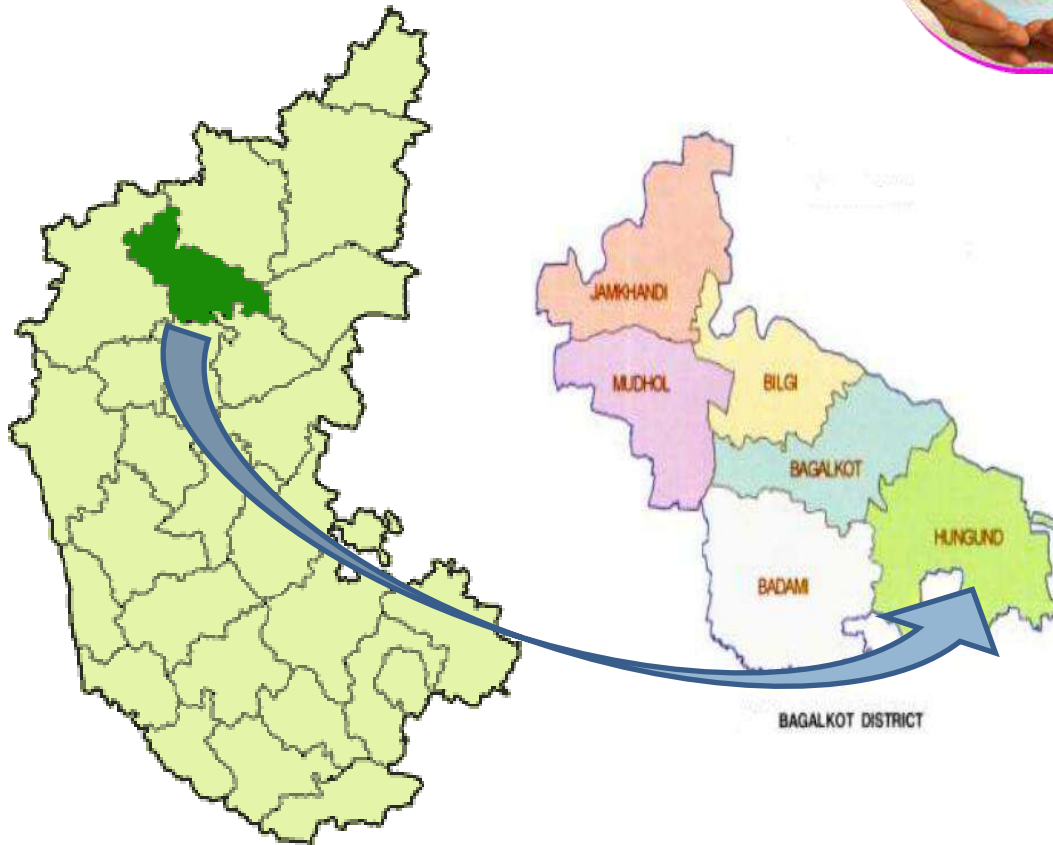 JAMKHANDI
MUDHOL
BILGI
BAGALKOT
HUNGUND
BADAMI
BAGALKOT DISTRICT